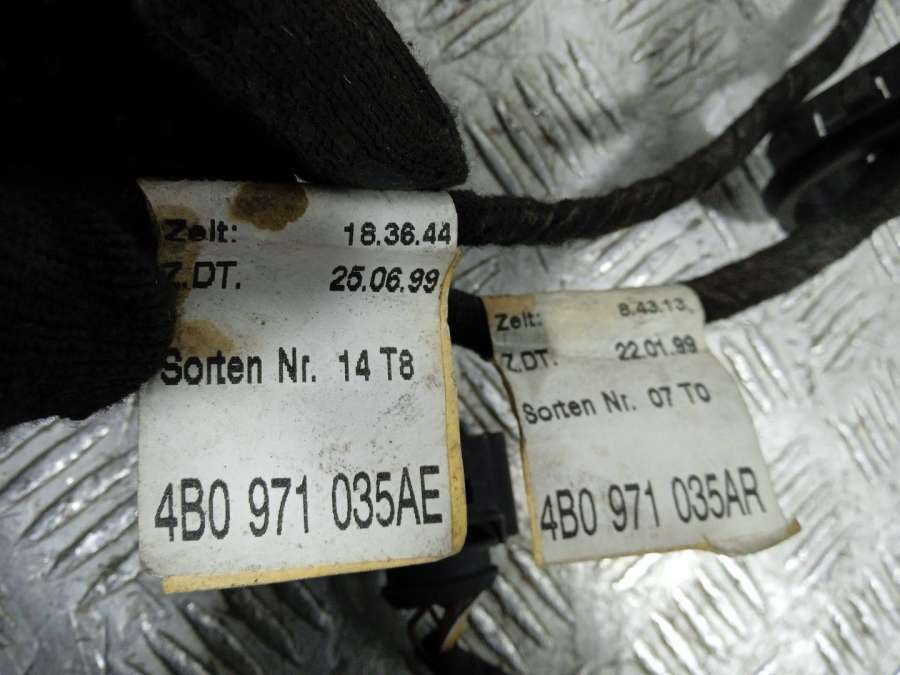 Zeit: 18.36.44
Z.DT. 25.06.99
Sorten Nr. 14 T8
4B0 971 035AE
Zeit: 8.43.13
Z.DT. 22.01.99
Sorten Nr. 07 T0
4B0 971 035AR